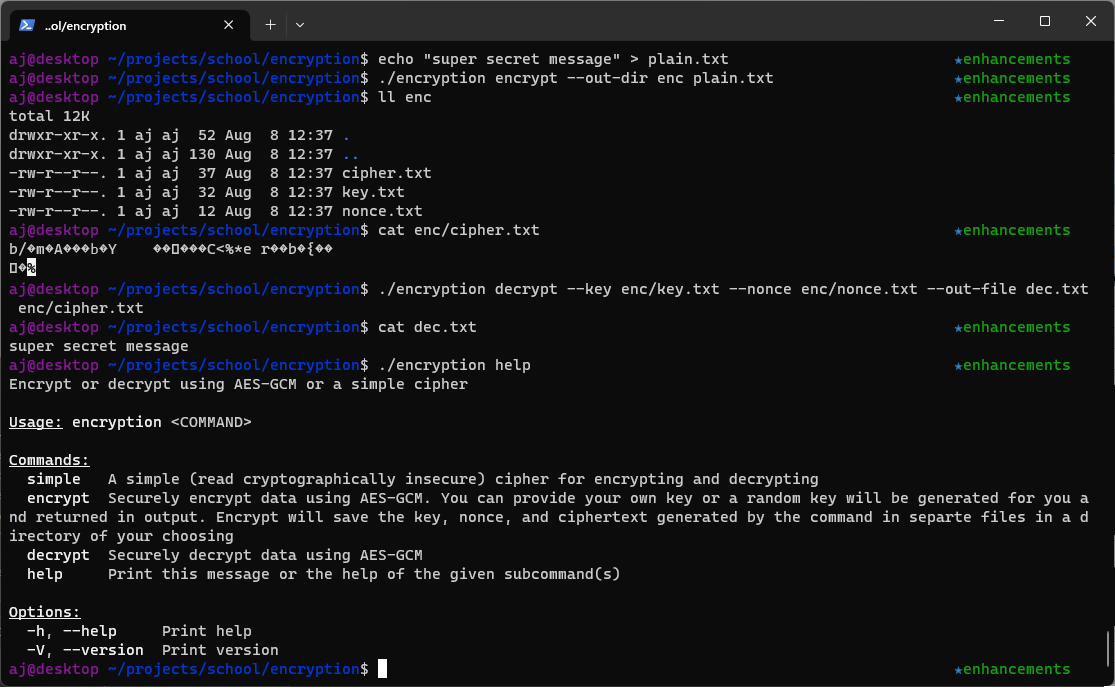 ..ol/encryption
aj@desktop ~/projects/school/encryption$ echo "super secret message" > plain.txt ★enhancements
aj@desktop ~/projects/school/encryption$ ./encryption encrypt --out-dir enc plain.txt ★enhancements
aj@desktop ~/projects/school/encryption$ ll enc ★enhancements
total 12K
drwxr-xr-x. 1 aj aj  52 Aug  8 12:37 .
drwxr-xr-x. 1 aj aj 130 Aug  8 12:37 ..
-rw-r--r--. 1 aj aj  37 Aug  8 12:37 cipher.txt
-rw-r--r--. 1 aj aj  32 Aug  8 12:37 key.txt
-rw-r--r--. 1 aj aj  12 Aug  8 12:37 nonce.txt
aj@desktop ~/projects/school/encryption$ cat enc/cipher.txt ★enhancements
b/�m�A���b�Y    ��▯���C<%*e r��b�{��
▯�%
aj@desktop ~/projects/school/encryption$ ./encryption decrypt --key enc/key.txt --nonce enc/nonce.txt --out-file dec.txt
 enc/cipher.txt
aj@desktop ~/projects/school/encryption$ cat dec.txt ★enhancements
super secret message
aj@desktop ~/projects/school/encryption$ ./encryption help ★enhancements
Encrypt or decrypt using AES-GCM or a simple cipher
Usage: encryption <COMMAND>
Commands:
  simple   A simple (read cryptographically insecure) cipher for encrypting and decrypting
  encrypt  Securely encrypt data using AES-GCM. You can provide your own key or a random key will be generated for you a
nd returned in output. Encrypt will save the key, nonce, and ciphertext generated by the command in separte files in a d
irectory of your choosing
  decrypt  Securely decrypt data using AES-GCM
  help     Print this message or the help of the given subcommand(s)
Options:
  -h, --help     Print help
  -V, --version  Print version
aj@desktop ~/projects/school/encryption$ ★enhancements